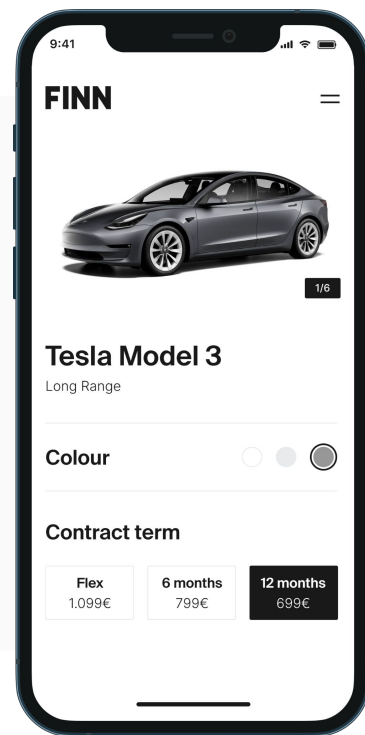 9:41
FINN
1/6
Tesla Model 3
Long Range
Colour
Contract term
Flex
1.099€
6 months
799€
12 months
699€